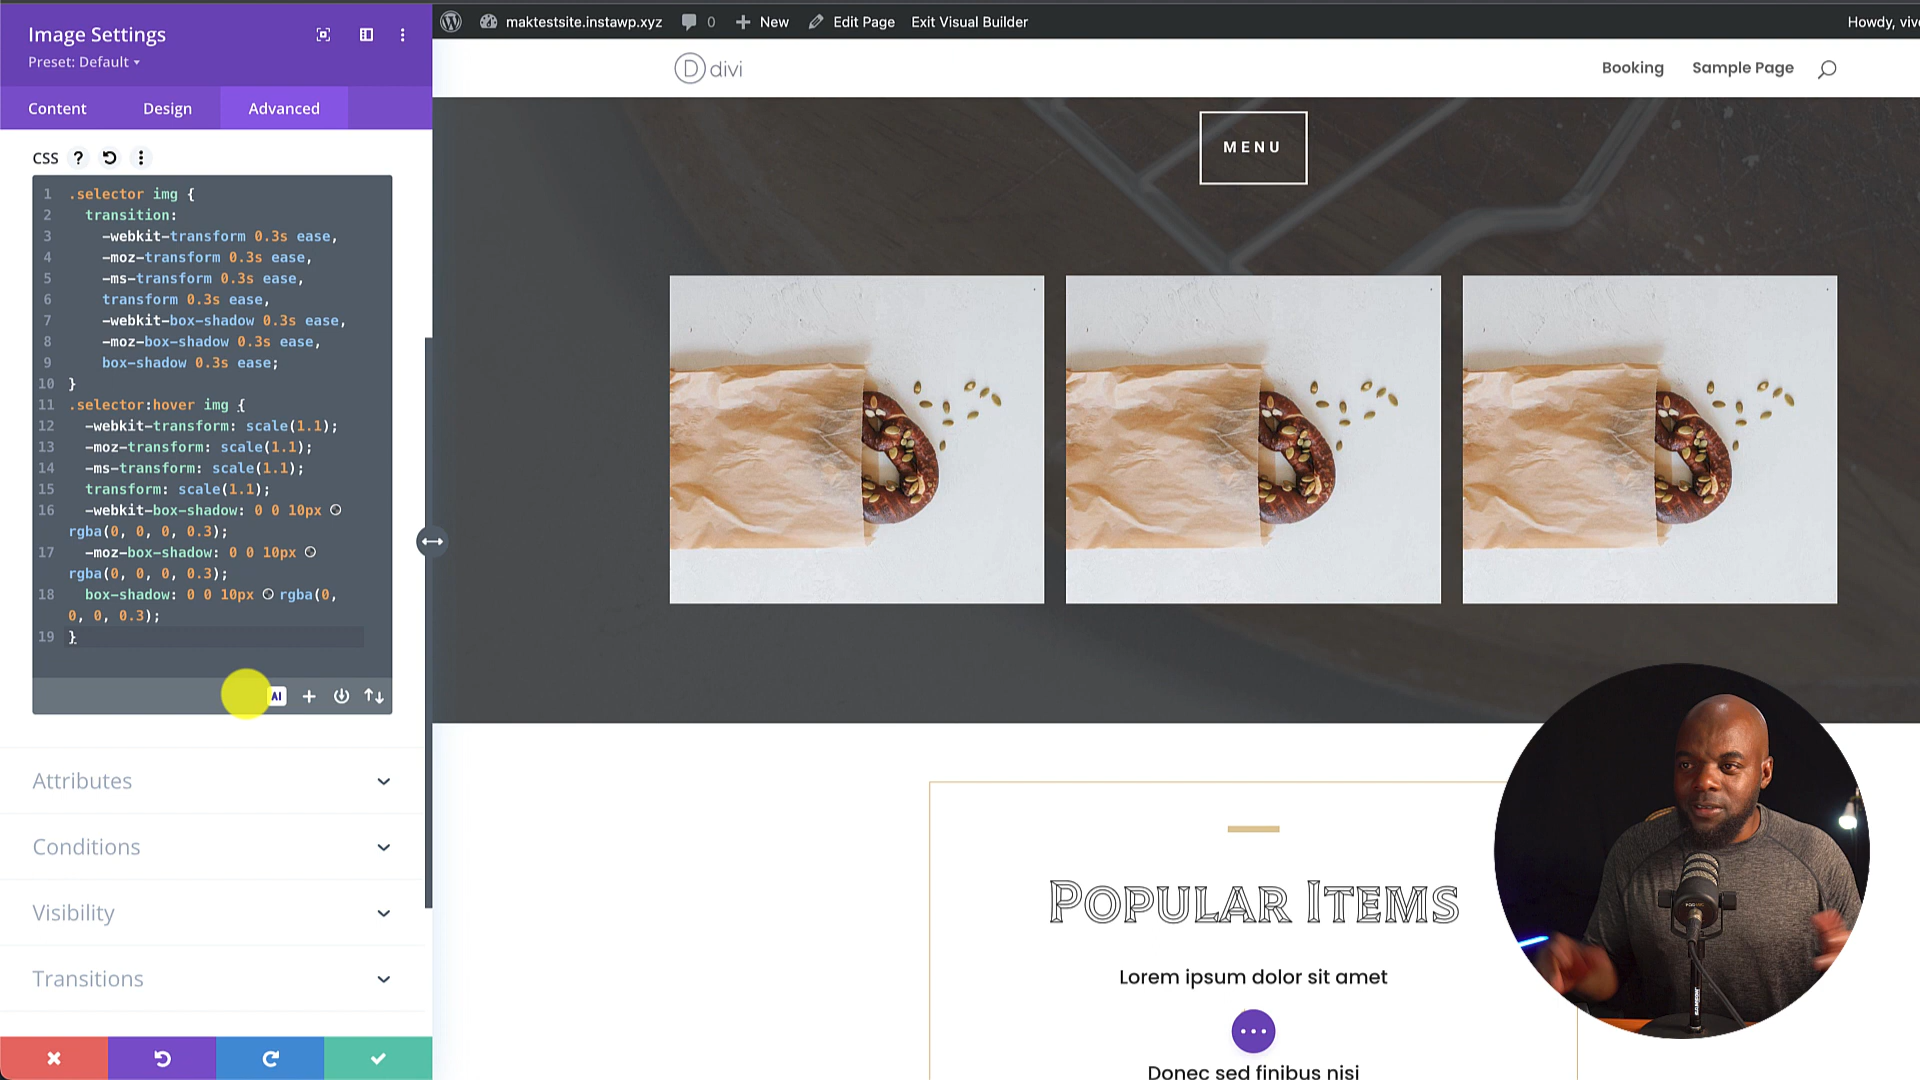 Image Settings
Preset: Default
Content Design Advanced
CSS ?
1 .selector img {
2 transition:
3 -webkit-transform 0.3s ease,
4 -moz-transform 0.3s ease,
5 -ms-transform 0.3s ease,
6 transform 0.3s ease,
7 -webkit-box-shadow 0.3s ease,
8 -moz-box-shadow 0.3s ease,
9 box-shadow 0.3s ease;
10 }
11 .selector:hover img {
12 -webkit-transform: scale(1.1);
13 -moz-transform: scale(1.1);
14 -ms-transform: scale(1.1);
15 transform: scale(1.1);
16 -webkit-box-shadow: 0 0 10px
rgba(0, 0, 0, 0.3);
17 -moz-box-shadow: 0 0 10px
rgba(0, 0, 0, 0.3);
18 box-shadow: 0 0 10px rgba(0,
0, 0, 0.3);
19 }
AI
Attributes
Conditions
Visibility
Transitions
maktestsite.instawp.xyz 0 New Edit Page Exit Visual Builder Howdy, viv
D divi
Booking Sample Page
MENU
Popular Items
Lorem ipsum dolor sit amet
Donec sed finibus nisi
SAMSON